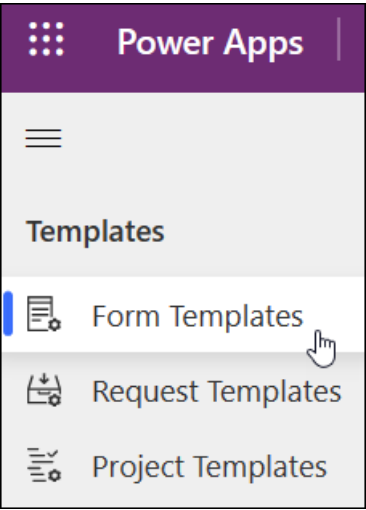 Power Apps
Templates
Form Templates
Request Templates
Project Templates